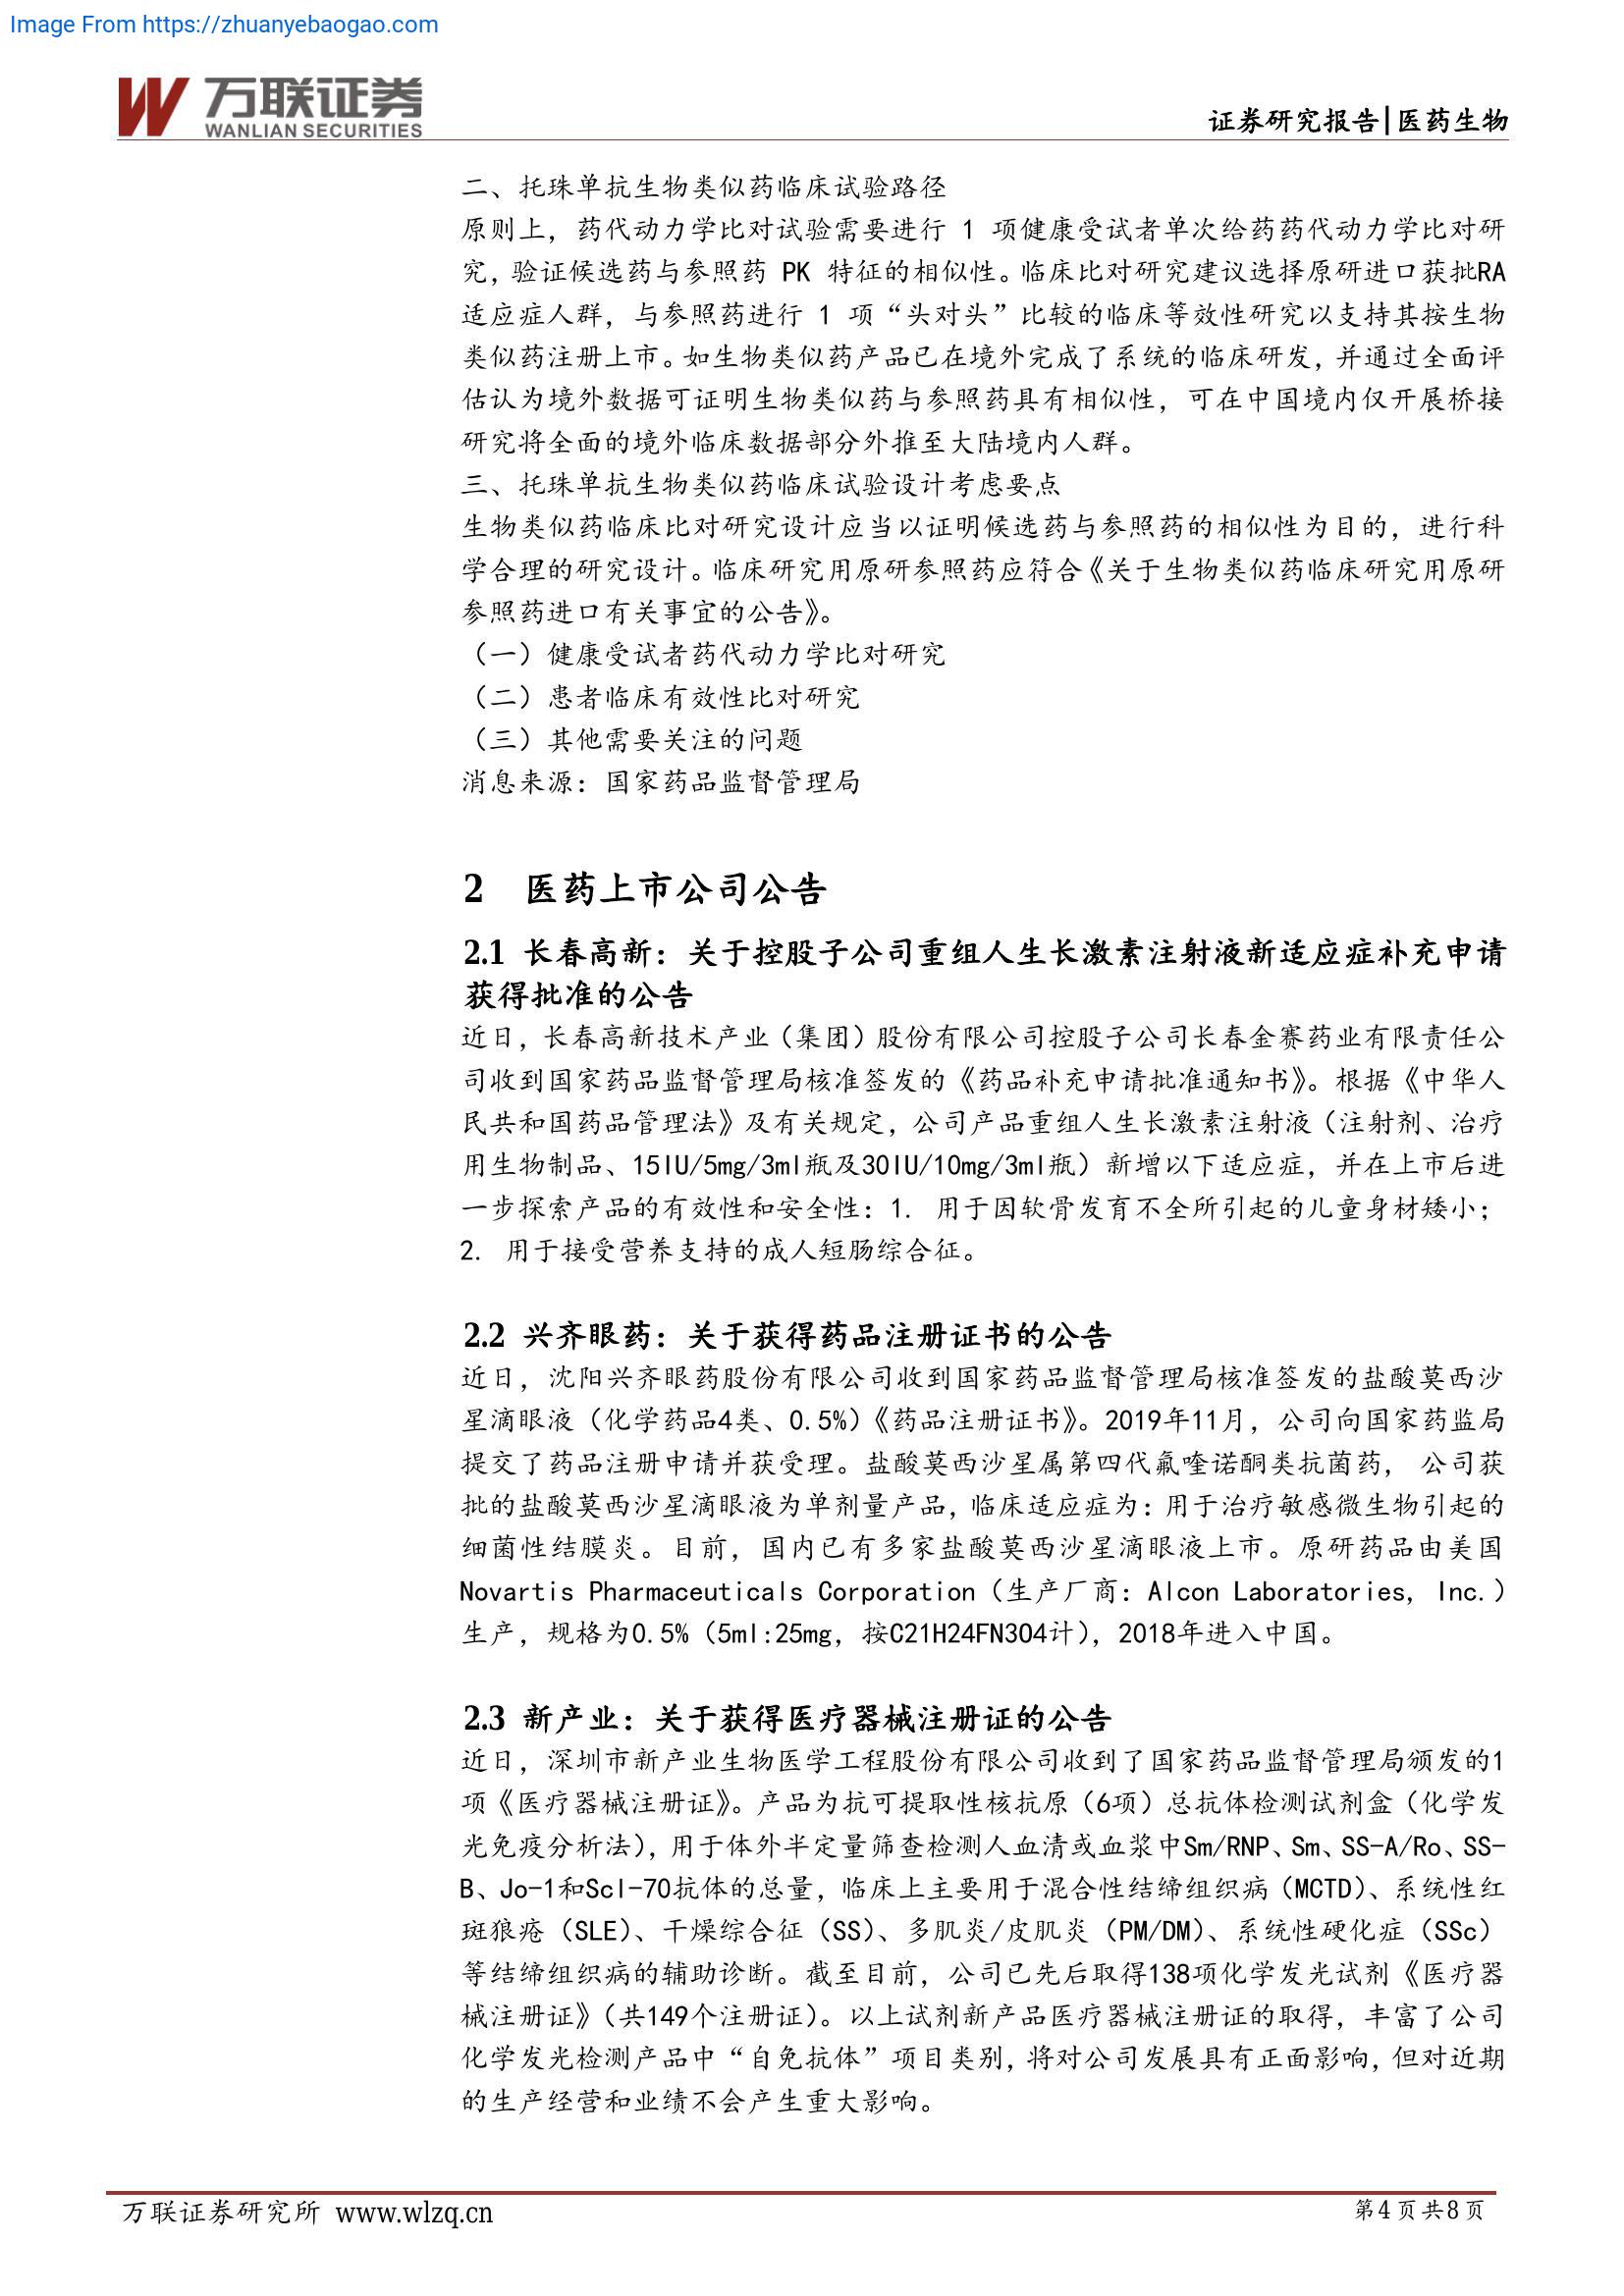 Image From https://zhuanyebaogao.com
万联证券
WANLIAN SECURITIES
证券研究报告|医药生物
二、托珠单抗生物类似药临床试验路径
原则上，药代动力学比对试验需要进行 1 项健康受试者单次给药药代动力学比对研
究，验证候选药与参照药 PK 特征的相似性。临床比对研究建议选择原研进口获批RA
适应症人群，与参照药进行 1 项“头对头”比较的临床等效性研究以支持其按生物
类似药注册上市。如生物类似药产品已在境外完成了系统的临床研发，并通过全面评
估认为境外数据可证明生物类似药与参照药具有相似性，可在中国境内仅开展桥接
研究将全面的境外临床数据部分外推至大陆境内人群。
三、托珠单抗生物类似药临床试验设计考虑要点
生物类似药临床比对研究设计应当以证明候选药与参照药的相似性为目的，进行科
学合理的研究设计。临床研究用原研参照药应符合《关于生物类似药临床研究用原研
参照药进口有关事宜的公告》。
（一）健康受试者药代动力学比对研究
（二）患者临床有效性比对研究
（三）其他需要关注的问题
消息来源：国家药品监督管理局
2 医药上市公司公告
2.1 长春高新：关于控股子公司重组人生长激素注射液新适应症补充申请
获得批准的公告
近日，长春高新技术产业（集团）股份有限公司控股子公司长春金赛药业有限责任公
司收到国家药品监督管理局核准签发的《药品补充申请批准通知书》。根据《中华人
民共和国药品管理法》及有关规定，公司产品重组人生长激素注射液（注射剂、治疗
用生物制品、15IU/5mg/3ml瓶及30IU/10mg/3ml瓶）新增以下适应症，并在上市后进
一步探索产品的有效性和安全性：1. 用于因软骨发育不全所引起的儿童身材矮小；
2. 用于接受营养支持的成人短肠综合征。
2.2 兴齐眼药：关于获得药品注册证书的公告
近日，沈阳兴齐眼药股份有限公司收到国家药品监督管理局核准签发的盐酸莫西沙
星滴眼液（化学药品4类、0.5%）《药品注册证书》。2019年11月，公司向国家药监局
提交了药品注册申请并获受理。盐酸莫西沙星属第四代氟喹诺酮类抗菌药， 公司获
批的盐酸莫西沙星滴眼液为单剂量产品，临床适应症为：用于治疗敏感微生物引起的
细菌性结膜炎。目前，国内已有多家盐酸莫西沙星滴眼液上市。原研药品由美国
Novartis Pharmaceuticals Corporation（生产厂商：Alcon Laboratories, Inc.）
生产，规格为0.5%（5ml:25mg，按C21H24FN3O4计），2018年进入中国。
2.3 新产业：关于获得医疗器械注册证的公告
近日，深圳市新产业生物医学工程股份有限公司收到了国家药品监督管理局颁发的1
项《医疗器械注册证》。产品为抗可提取性核抗原（6项）总抗体检测试剂盒（化学发
光免疫分析法），用于体外半定量筛查检测人血清或血浆中Sm/RNP、Sm、SS-A/Ro、SS-
B、Jo-1和Scl-70抗体的总量，临床上主要用于混合性结缔组织病（MCTD）、系统性红
斑狼疮（SLE）、干燥综合征（SS）、多肌炎/皮肌炎（PM/DM）、系统性硬化症（SSc）
等结缔组织病的辅助诊断。截至目前，公司已先后取得138项化学发光试剂《医疗器
械注册证》（共149个注册证）。以上试剂新产品医疗器械注册证的取得，丰富了公司
化学发光检测产品中“自免抗体”项目类别，将对公司发展具有正面影响，但对近期
的生产经营和业绩不会产生重大影响。
万联证券研究所 www.wlzq.cn
第4页共8页